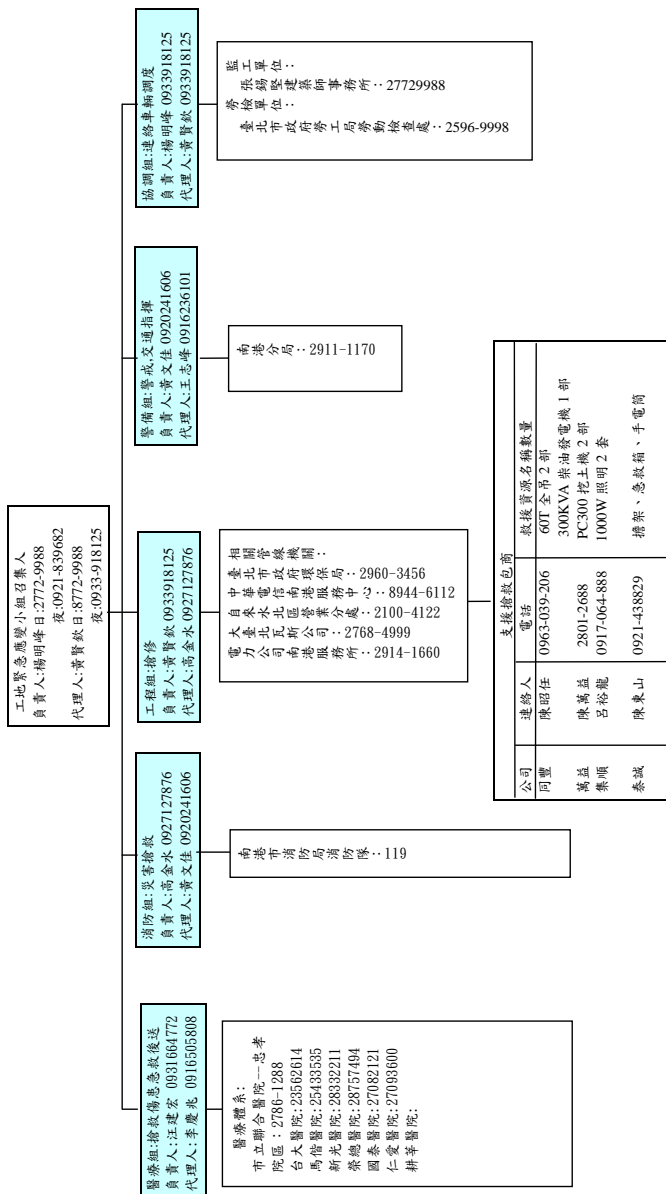 工地緊急應變小組召集人
負責人:楊明峰日:2772-9988
夜:0921-839682
代理人:黃賢欽日:8772-9988
夜:0933-918125
醫療組:搶救傷患急救後送
負責人:汪建宏 0931664772
代理人:李慶兆 0916505808
醫療體系:
市立聯合醫院--忠孝
院區:2786-1288
台大醫院:23562614
馬偕醫院:25433535
新光醫院:28332211
榮總醫院:28757494
國泰醫院:27082121
仁愛醫院:27093600
耕莘醫院:
消防組:災害搶救
負責人:高金水 0927127876
代理人:黃文佳 0920241606
南港市消防局消防隊:119
工程組:搶修
負責人:黃賢欽 0933918125
代理人:高金水 0927127876
相關管線機關:
臺北市政府環保局:2960-3456
中華電信南港服務中心:8944-6112
自來水北區營業分處:2100-4122
大臺北瓦斯公司:2768-4999
電力公司南港服務所:2914-1660
警備組:警戒,交通指揮
負責人:黃文佳 0920241606
代理人:王志峰 0916236101
南港分局:2911-1170
協調組:連絡車輛調度
負責人:楊明峰 0933918125
代理人:黃賢欽 0933918125
監工單位:
張錫堅建築師事務所:27729988
勞檢單位:
臺北市政府勞工局勞動檢查處:2596-9998
支援搶救包商
公司 連絡人 電話 救援資源名稱數量
同豐 陳昭任 0963-039-206 60T 全吊 2 部
300KVA 柴油發電機 1 部
萬益 陳萬益 2801-2688 PC300 挖土機 2 部
集順 呂裕龍 0917-064-888 1000W 照明 2 套
泰誠 陳東山 0921-438829 擔架、急救箱、手電筒